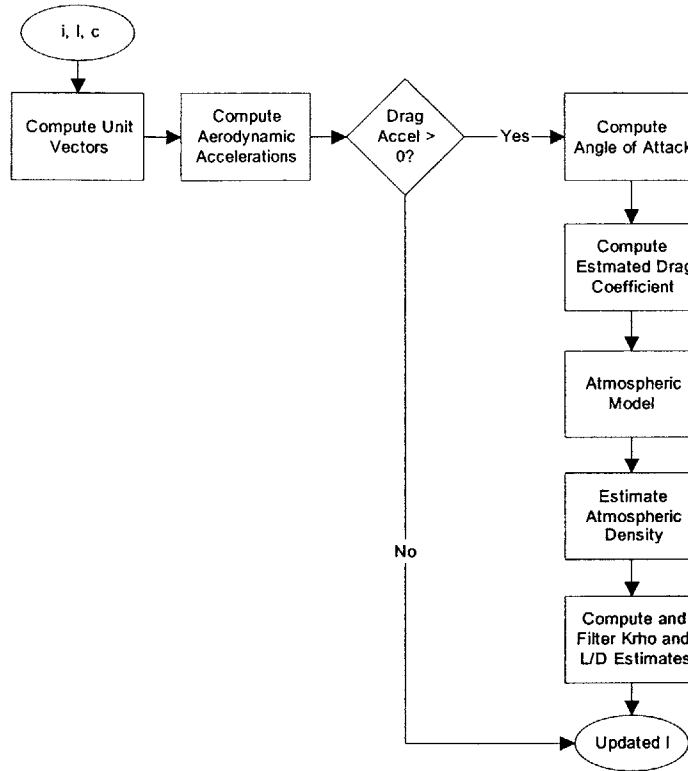 i, l, c
Compute Unit
Vectors
Compute
Aerodynamic
Accelerations
Drag
Accel >
0?
Yes
Compute
Angle of Attack
Compute
Estmated Drag
Coefficient
Atmospheric
Model
Estimate
Atmospheric
Density
No
Compute and
Filter Krho and
L/D Estimates
Updated l